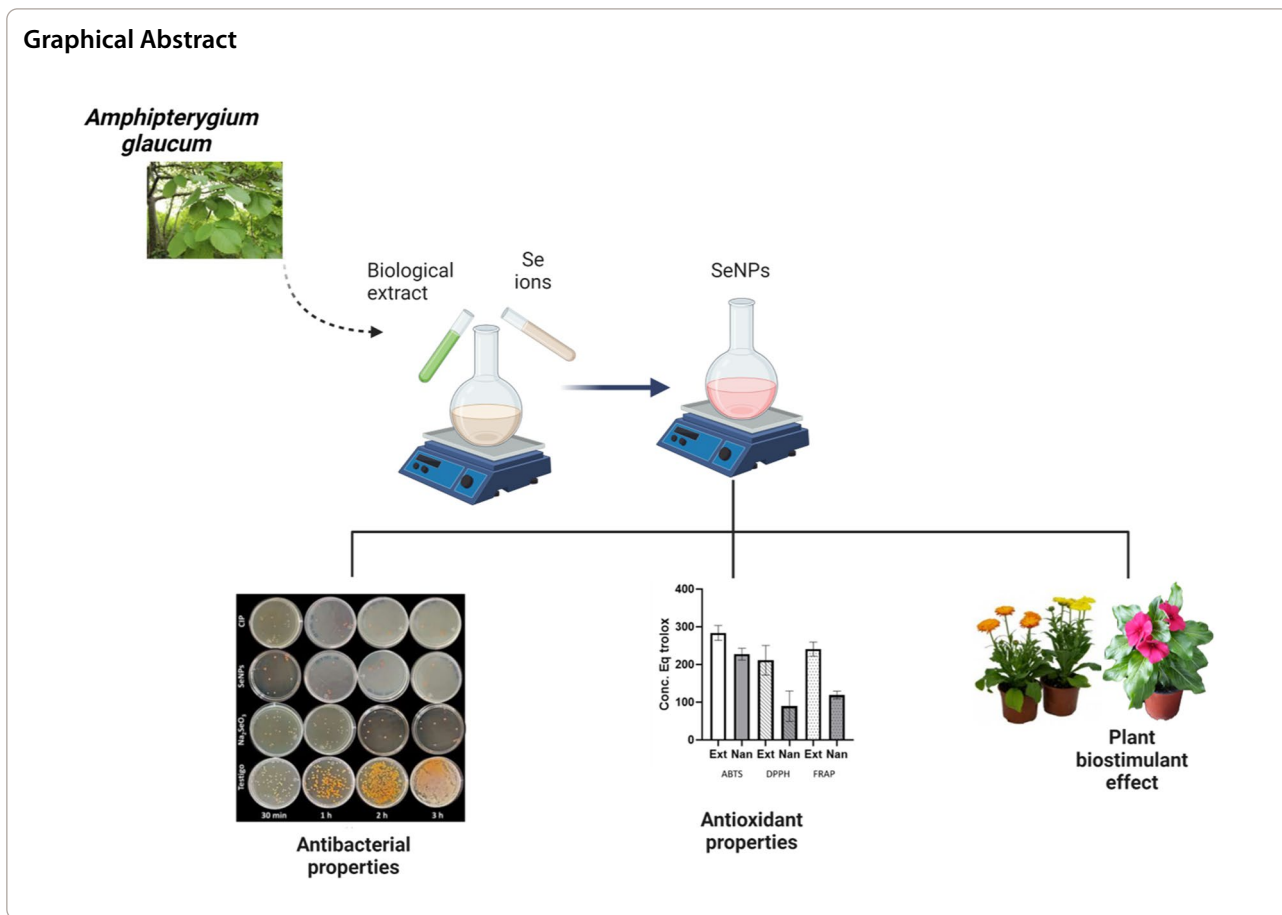 Graphical Abstract
Amphipterygium
glaucum
Biological
extract
Se
ions
SeNPs
CIP
SeNPs
Na₂SeO₃
Testigo
30 min 1 h 2 h 3 h
Antibacterial
properties
400
300
200
100
0
Conc. Eq trolox
Ext Nan Ext Nan Ext Nan
ABTS DPPH FRAP
Antioxidant
properties
Plant
biostimulant
effect